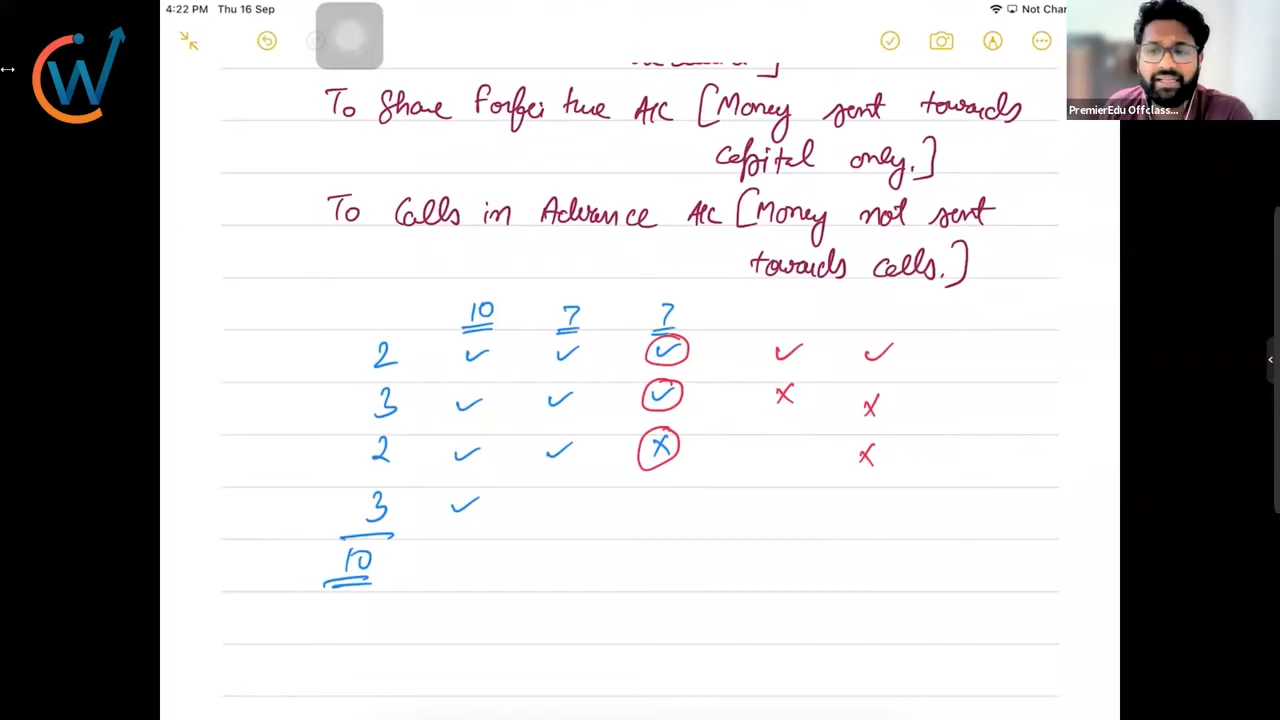 4:22 PM Thu 16 Sep
Not Char
W
PremierEdu Offclass...
To Share Forfeiture A/C [Money sent towards
capital only.]
To Calls in Advance A/C [Money not sent
towards calls.]
10 7 7
2 ✓ ✓ ✓ ✓ ✓
3 ✓ ✓ ✓ x x
2 ✓ ✓ x x
3 ✓
10